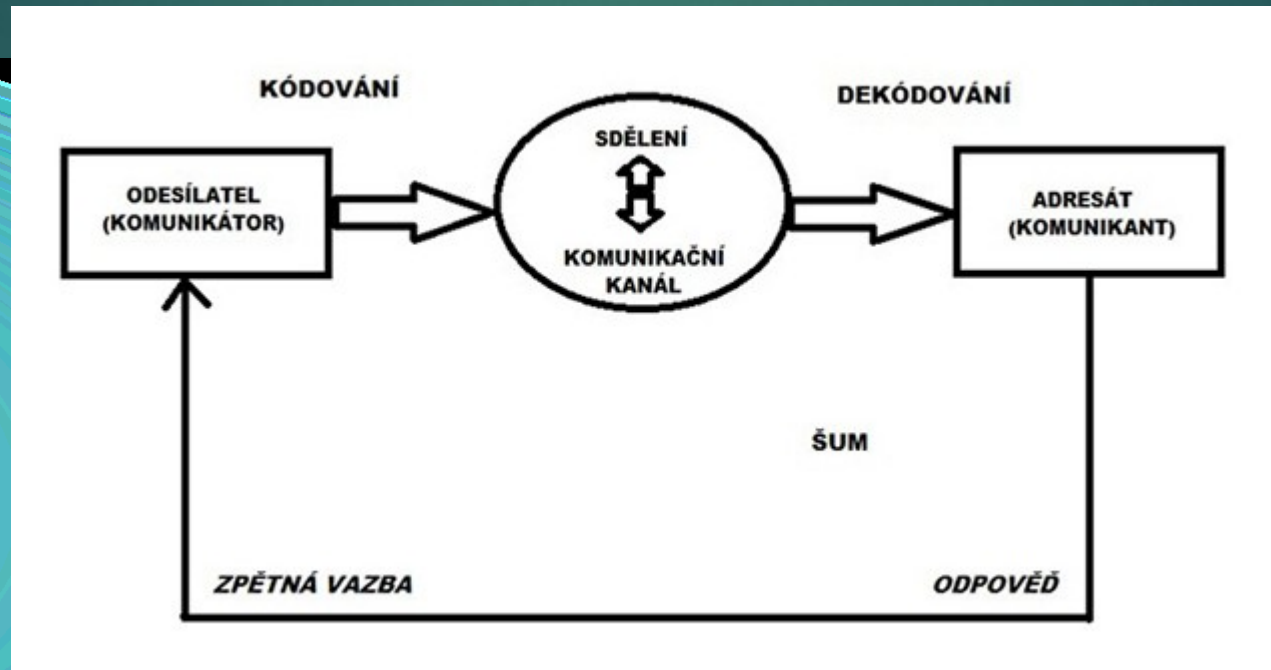 KÓDOVÁNÍ
DEKÓDOVÁNÍ
ODESÍLATEL
(KOMUNIKÁTOR)
SDĚLENÍ
KOMUNIKAČNÍ
KANÁL
ADRESÁT
(KOMUNIKANT)
ŠUM
ZPĚTNÁ VAZBA
ODPOVĚĎ